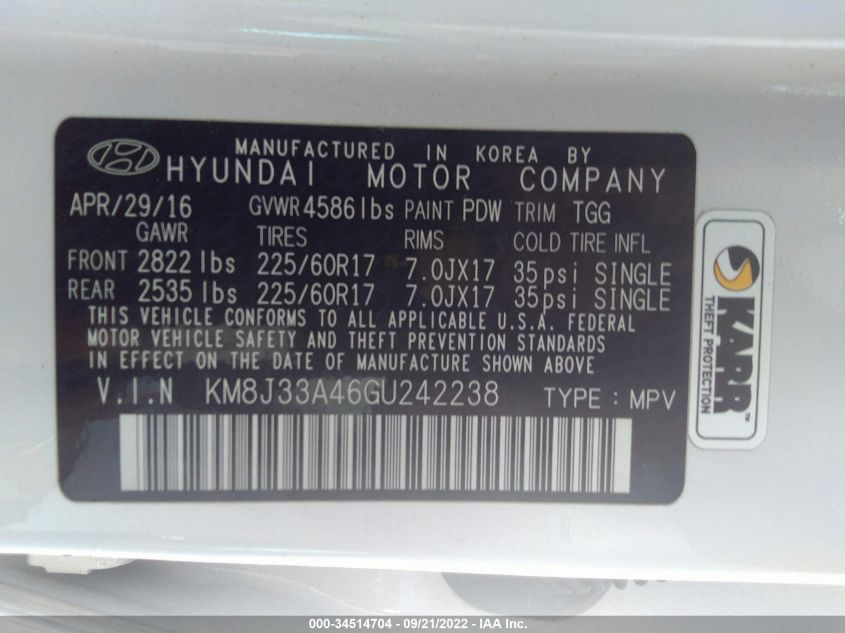 MANUFACTURED IN KOREA BY
HYUNDAI MOTOR COMPANY
APR/29/16 GVWR 4586 lbs PAINT PDW TRIM TGG
GAWR TIRES RIMS COLD TIRE INFL
FRONT 2822 lbs 225/60R17 7.0JX17 35psi SINGLE
REAR 2535 lbs 225/60R17 7.0JX17 35psi SINGLE
THIS VEHICLE CONFORMS TO ALL APPLICABLE U.S.A. FEDERAL
MOTOR VEHICLE SAFETY AND THEFT PREVENTION STANDARDS
IN EFFECT ON THE DATE OF MANUFACTURE SHOWN ABOVE
V.I.N KM8J33A46GU242238 TYPE : MPV
KARR™
THEFT PROTECTION
000-34514704 - 09/21/2022 - IAA Inc.